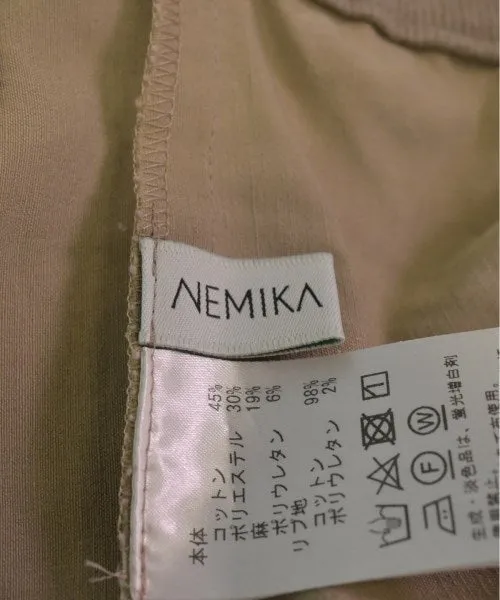 NEMIKA
本体
コットン 45%
ポリエステル 30%
麻 19%
ポリウレタン 6%
リブ地
コットン 98%
ポリウレタン 2%
F W
生成・淡色品は、蛍光増白剤